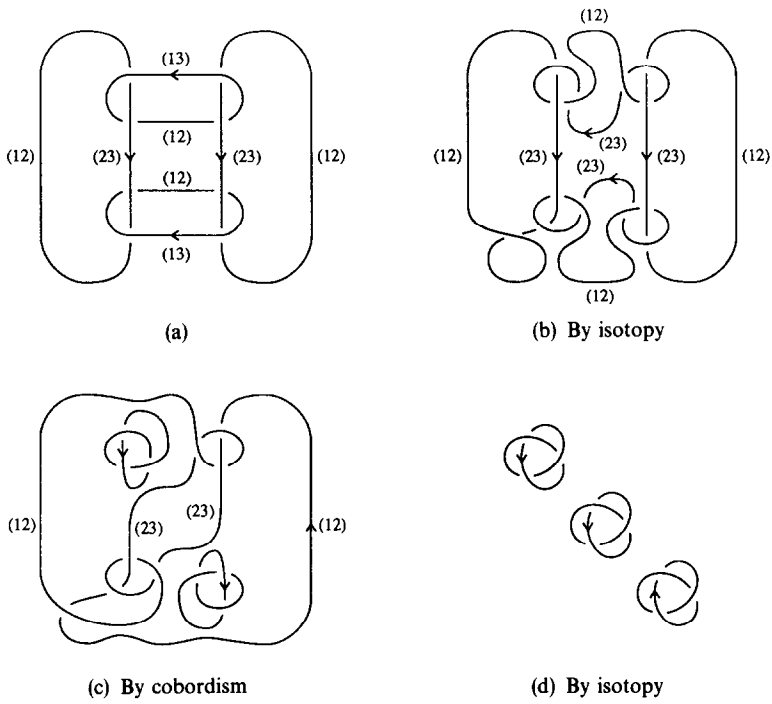 (12)
(13)
(12) (23) (12) (23) (12)
(12)
(13)
(a)
(12)
(12) (23) (23) (23) (12)
(23)
(12)
(b) By isotopy
(12) (23) (23) (12)
(c) By cobordism
(d) By isotopy